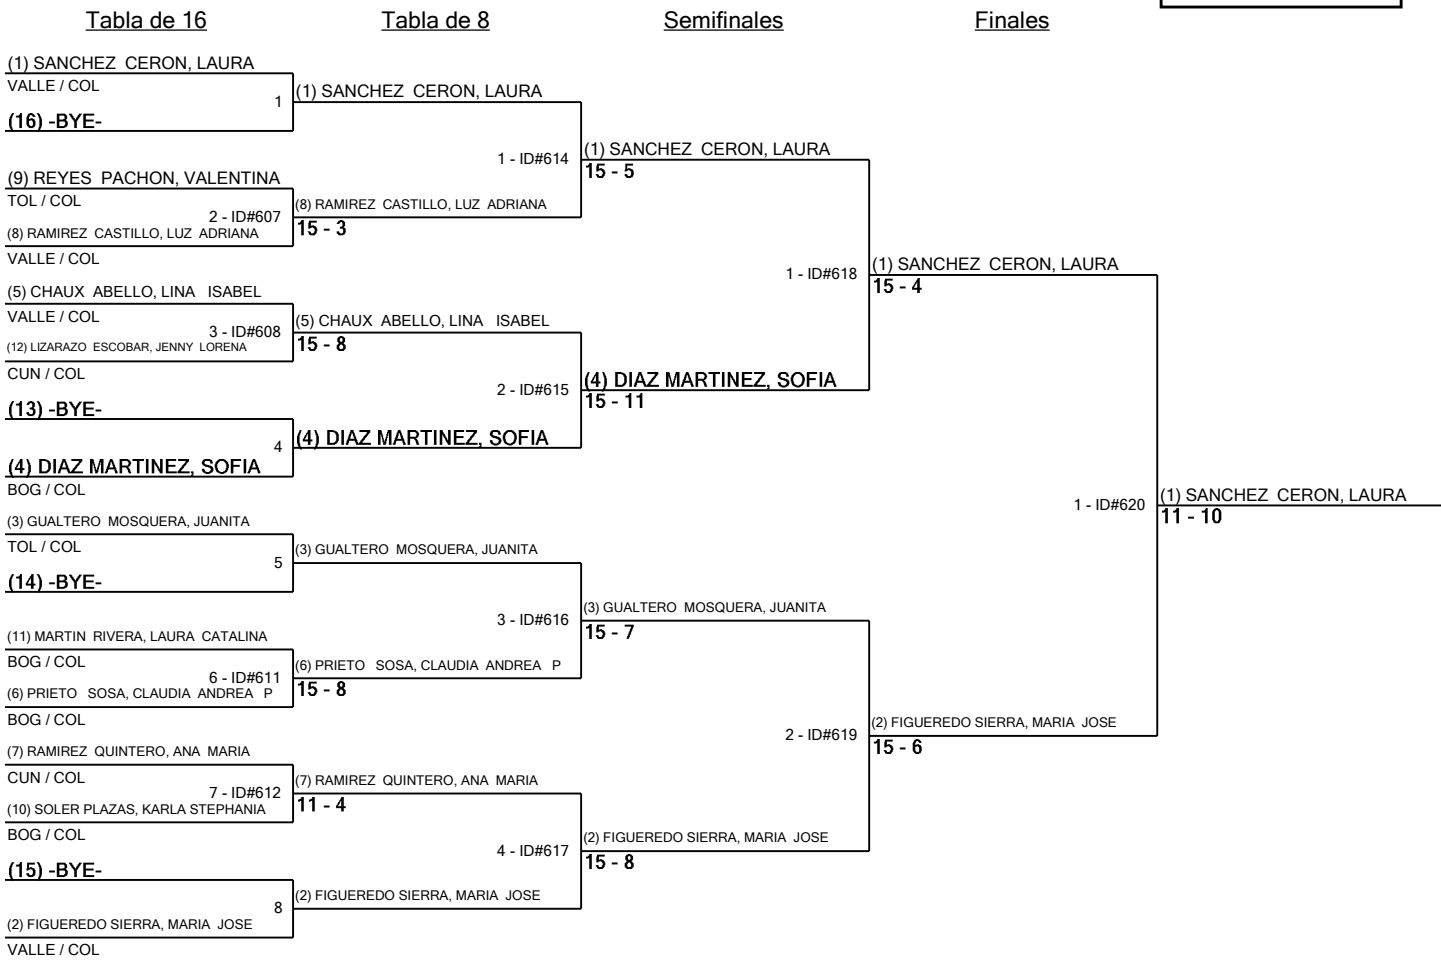 Tabla de 16
Tabla de 8
Semifinales
Finales
(1) SANCHEZ CERON, LAURA
VALLE / COL
1
(16) -BYE-
(9) REYES PACHON, VALENTINA
TOL / COL
2 - ID#607
(8) RAMIREZ CASTILLO, LUZ ADRIANA
VALLE / COL
(5) CHAUX ABELLO, LINA ISABEL
VALLE / COL
3 - ID#608
(12) LIZARAZO ESCOBAR, JENNY LORENA
CUN / COL
(13) -BYE-
4
(4) DIAZ MARTINEZ, SOFIA
BOG / COL
(3) GUALTERO MOSQUERA, JUANITA
TOL / COL
5
(14) -BYE-
(11) MARTIN RIVERA, LAURA CATALINA
BOG / COL
6 - ID#611
(6) PRIETO SOSA, CLAUDIA ANDREA P
BOG / COL
(7) RAMIREZ QUINTERO, ANA MARIA
CUN / COL
7 - ID#612
(10) SOLER PLAZAS, KARLA STEPHANIA
BOG / COL
(15) -BYE-
8
(2) FIGUEREDO SIERRA, MARIA JOSE
VALLE / COL
(1) SANCHEZ CERON, LAURA
1 - ID#614
(8) RAMIREZ CASTILLO, LUZ ADRIANA
15 - 3
(5) CHAUX ABELLO, LINA ISABEL
15 - 8
2 - ID#615
(4) DIAZ MARTINEZ, SOFIA
(3) GUALTERO MOSQUERA, JUANITA
3 - ID#616
(6) PRIETO SOSA, CLAUDIA ANDREA P
15 - 8
(7) RAMIREZ QUINTERO, ANA MARIA
11 - 4
4 - ID#617
(2) FIGUEREDO SIERRA, MARIA JOSE
(1) SANCHEZ CERON, LAURA
15 - 5
1 - ID#618
(4) DIAZ MARTINEZ, SOFIA
15 - 11
(3) GUALTERO MOSQUERA, JUANITA
15 - 7
2 - ID#619
(2) FIGUEREDO SIERRA, MARIA JOSE
15 - 8
(1) SANCHEZ CERON, LAURA
15 - 4
1 - ID#620
(2) FIGUEREDO SIERRA, MARIA JOSE
15 - 6
(1) SANCHEZ CERON, LAURA
11 - 10